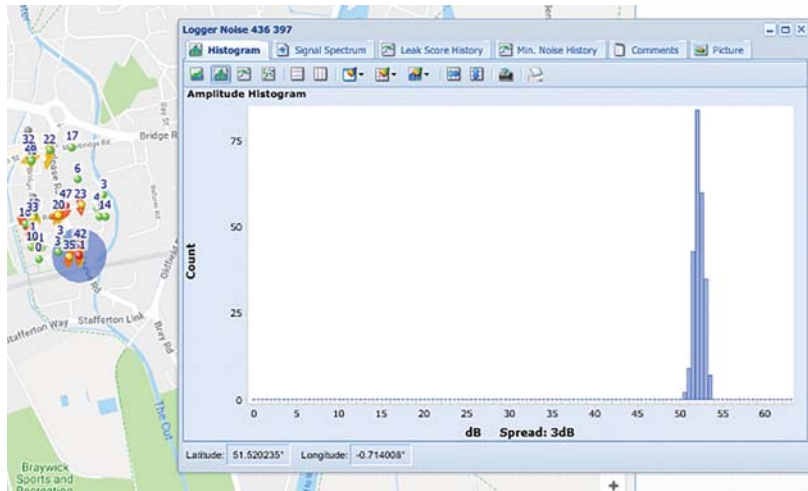 Logger Noise 436 397
Histogram
Signal Spectrum
Leak Score History
Min. Noise History
Comments
Picture
Amplitude Histogram
75
50
25
0
Count
0 5 10 15 20 25 30 35 40 45 50 55 60
dB Spread: 3dB
Latitude: 51.520235° Longitude: -0.714008°
Bridge R
32
22
17
6
3
47
23
4
20
14
33
1
3
42
10
3
35
0
Oldfield
Stafferton Way
Stafferton Link
Bray Rd
The Cut
Braywick
Sports and